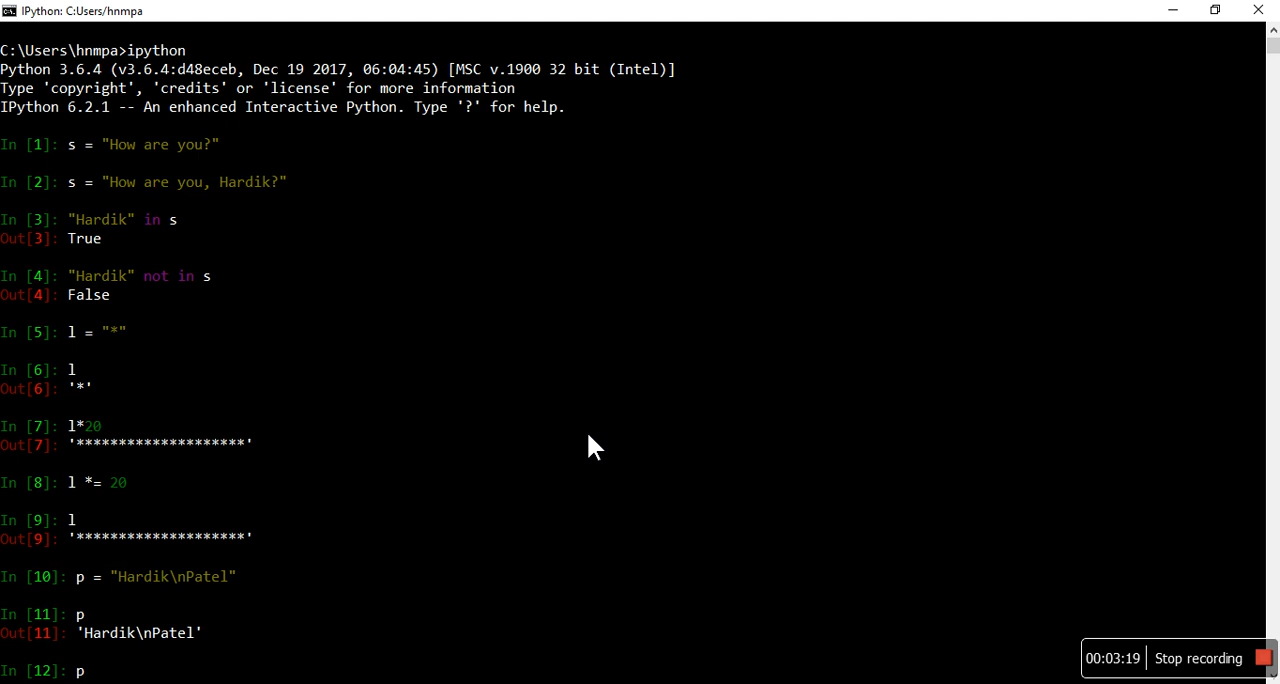 IPython: C:Users/hnmpa
C:\Users\hnmpa>ipython
Python 3.6.4 (v3.6.4:d48eceb, Dec 19 2017, 06:04:45) [MSC v.1900 32 bit (Intel)]
Type 'copyright', 'credits' or 'license' for more information
IPython 6.2.1 -- An enhanced Interactive Python. Type '?' for help.
In [1]: s = "How are you?"
In [2]: s = "How are you, Hardik?"
In [3]: "Hardik" in s
Out[3]: True
In [4]: "Hardik" not in s
Out[4]: False
In [5]: l = "*"
In [6]: l
Out[6]: '*'
In [7]: l*20
Out[7]: '********************'
In [8]: l *= 20
In [9]: l
Out[9]: '********************'
In [10]: p = "Hardik\nPatel"
In [11]: p
Out[11]: 'Hardik\nPatel'
In [12]: p
00:03:19 Stop recording